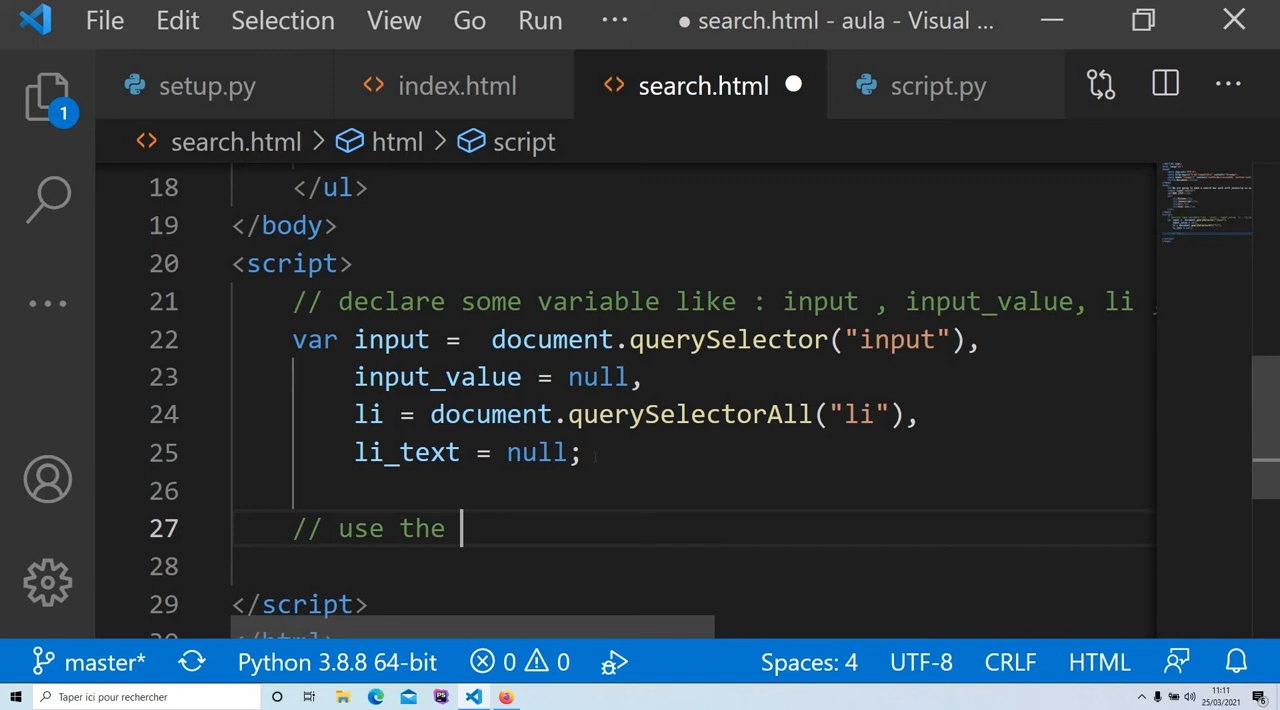 File Edit Selection View Go Run ··· ● search.html - aula - Visual ...
setup.py index.html search.html script.py
1
search.html > html > script
18 </ul>
19 </body>
20 <script>
21 // declare some variable like : input , input_value, li ,
22 var input =  document.querySelector("input"),
23 input_value = null,
24 li = document.querySelectorAll("li"),
25 li_text = null;
26
27 // use the
28
29 </script>
master* Python 3.8.8 64-bit 0 0 Spaces: 4 UTF-8 CRLF HTML
Taper ici pour rechercher
11:11
25/03/2021